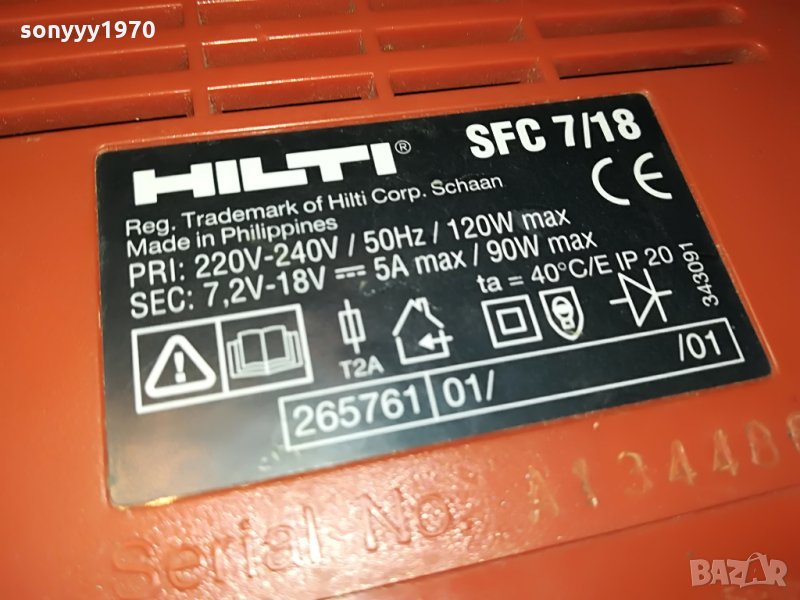 sonyyy1970
HILTI® SFC 7/18
Reg. Trademark of Hilti Corp. Schaan
Made in Philippines
PRI: 220V-240V / 50Hz / 120W max
SEC: 7,2V-18V ⎓ 5A max / 90W max
CE
ta = 40°C/E IP 20
343091
T2A
265761 01/ /01
Serial No.
BAZAR